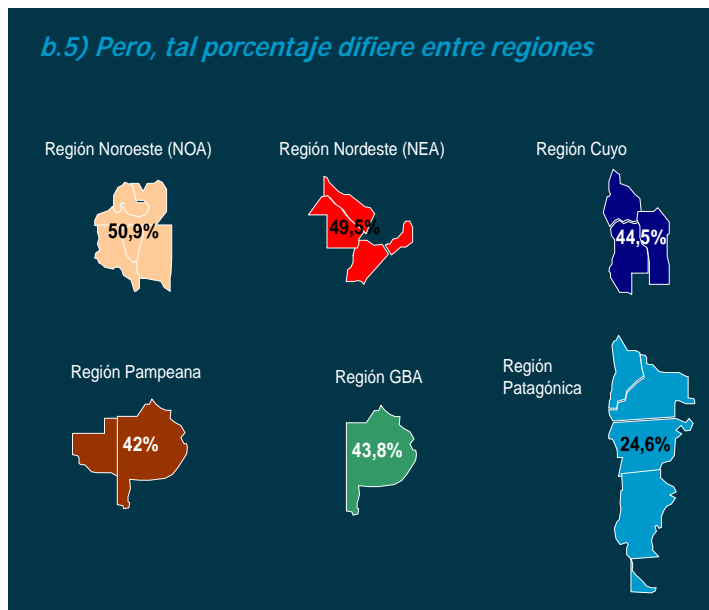 b.5) Pero, tal porcentaje difiere entre regiones
Región Noroeste (NOA)
50,9%
Región Nordeste (NEA)
49,5%
Región Cuyo
44,5%
Región Pampeana
42%
Región GBA
43,8%
Región
Patagónica
24,6%